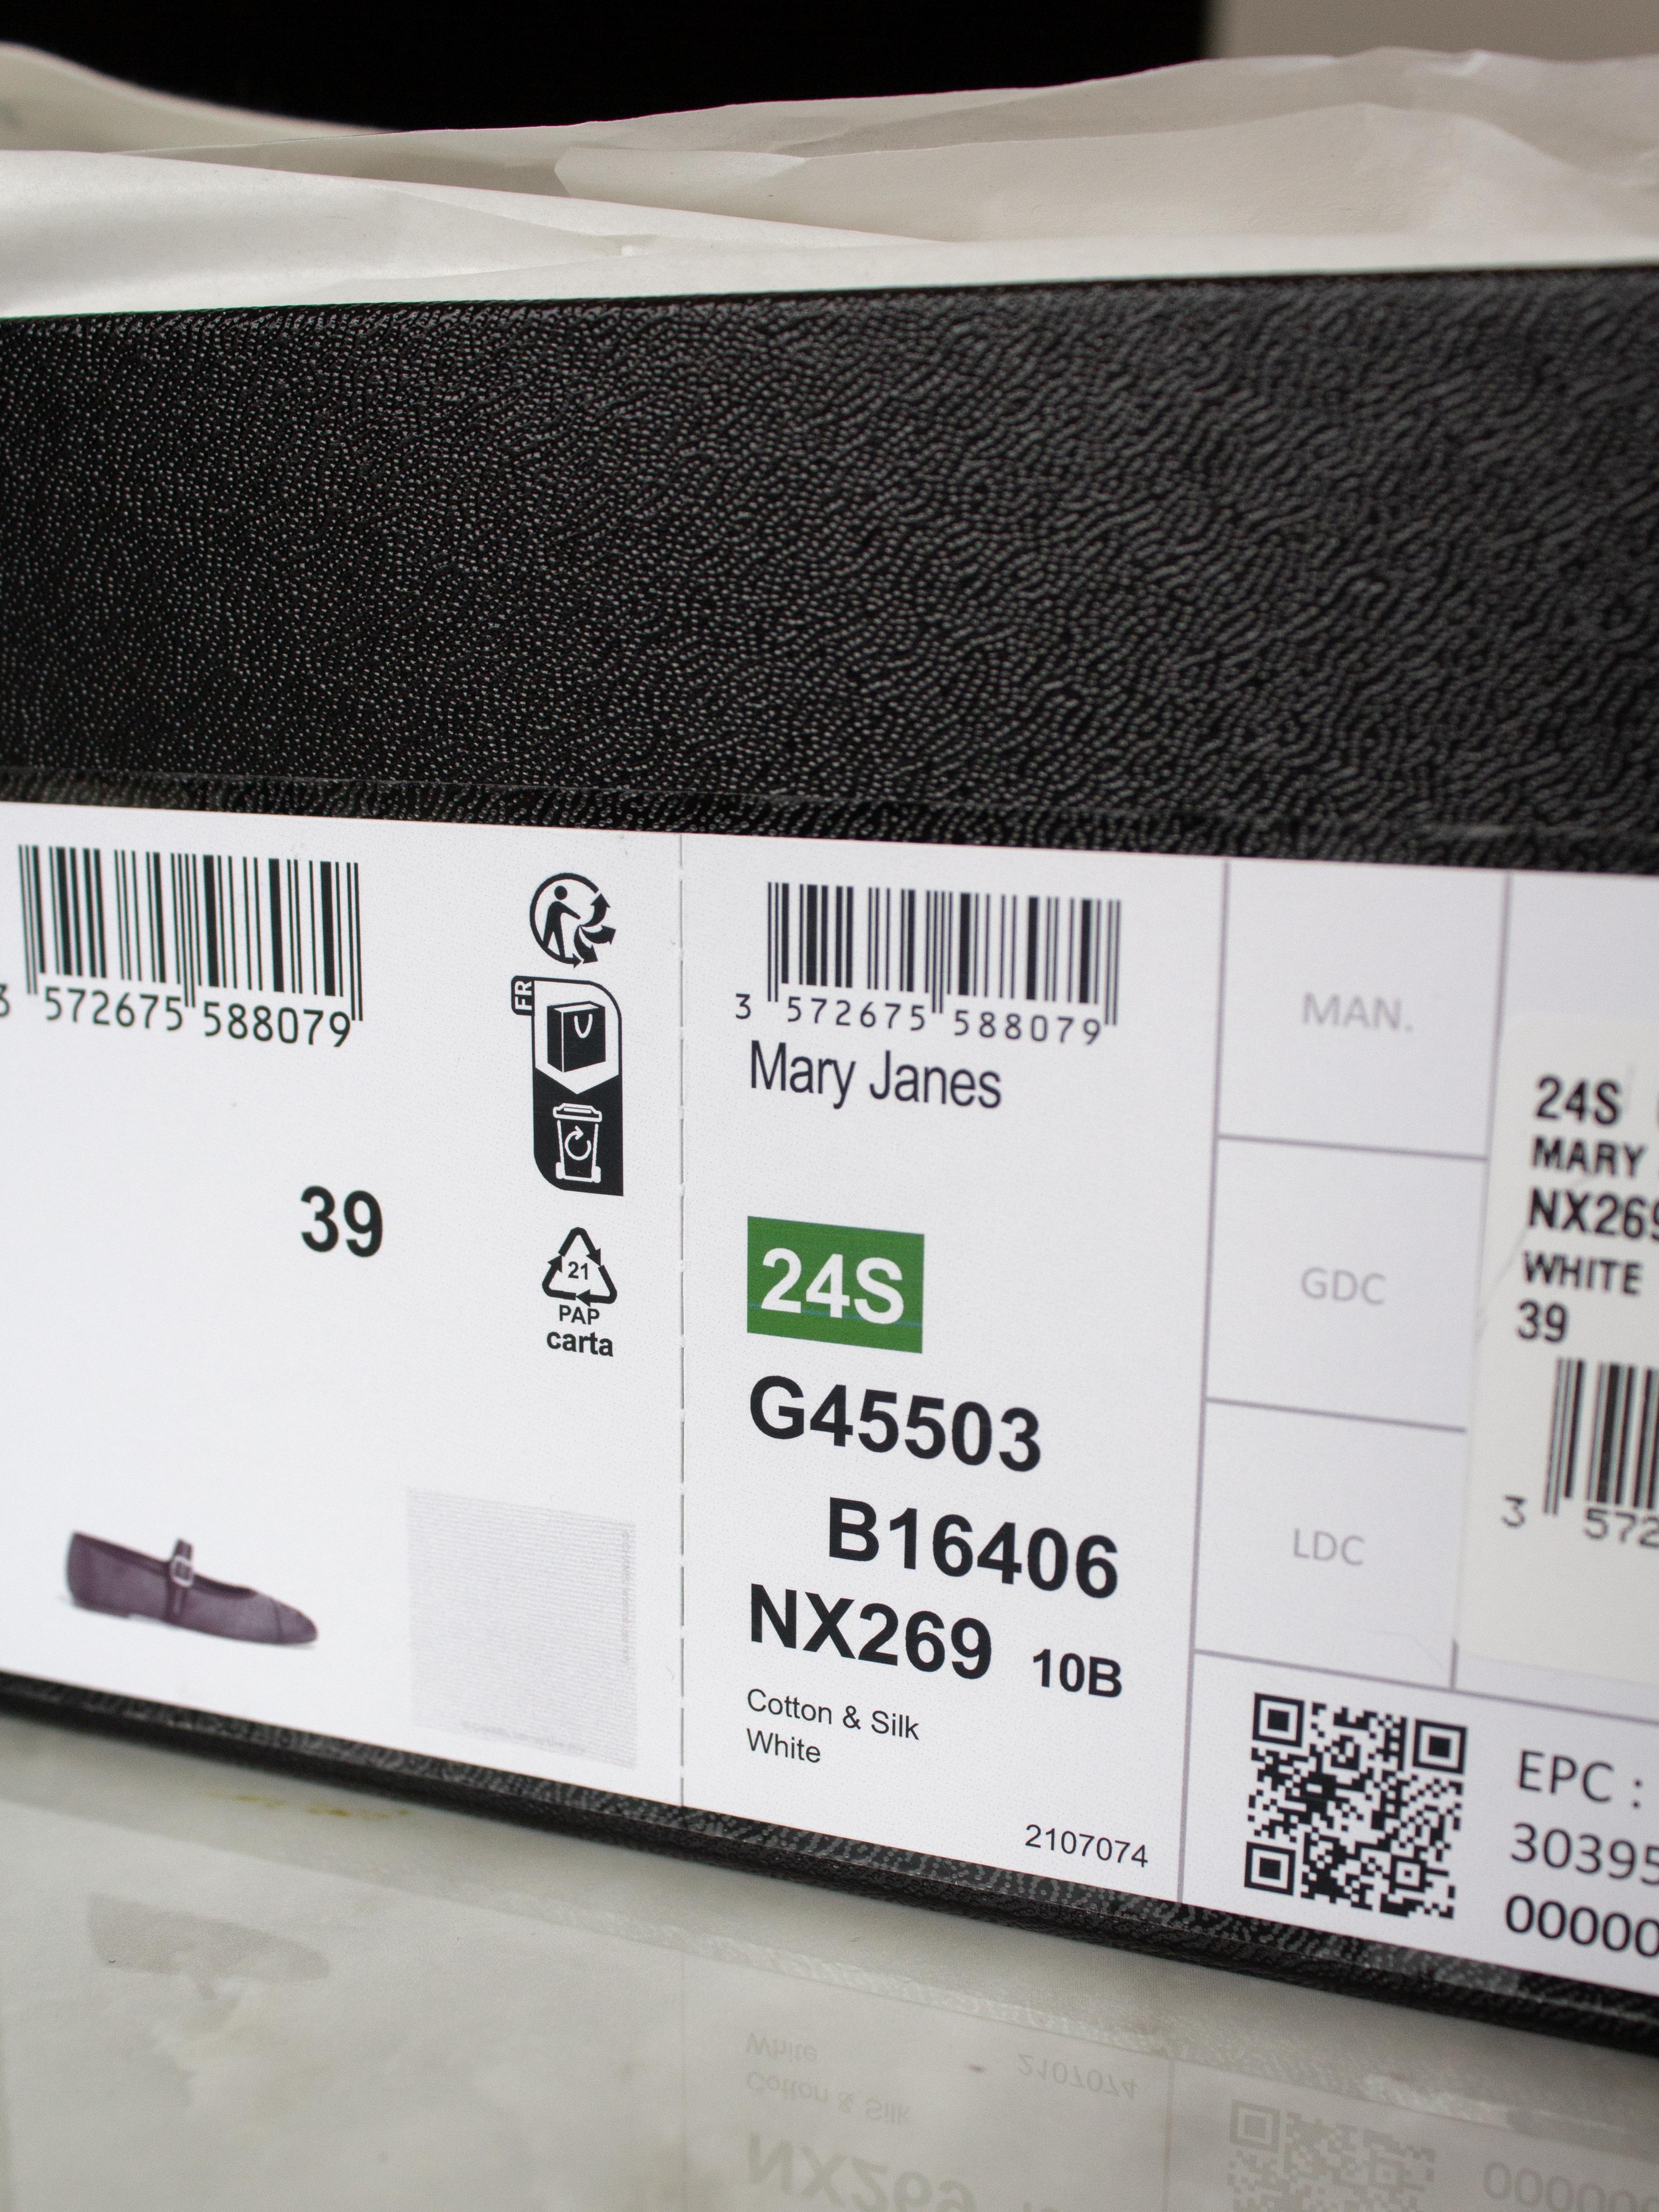 572675 588079
FR
39
21
PAP
carta
3 572675 588079
Mary Janes
24S
G45503
B16406
NX269 10B
Cotton & Silk
White
2107074
MAN.
GDC
LDC
24S
MARY
NX269
WHITE
39
3 572
EPC :
30395
00000